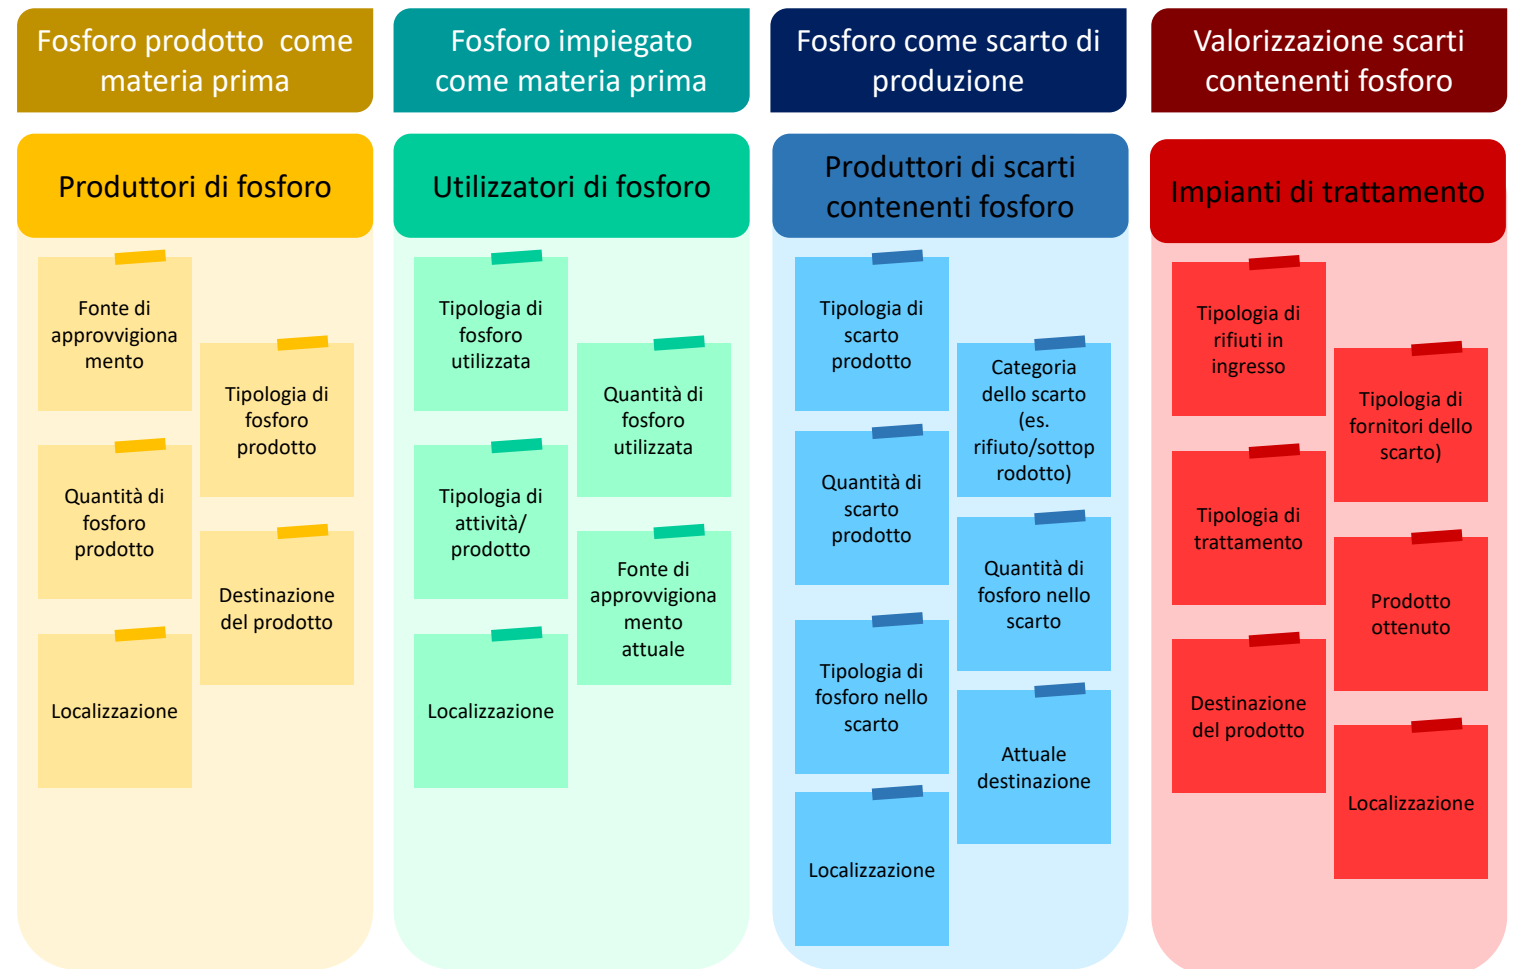 Fosforo prodotto  come
materia prima
Fosforo impiegato
come materia prima
Fosforo come scarto di
produzione
Valorizzazione scarti
contenenti fosforo
Produttori di fosforo
Utilizzatori di fosforo
Produttori di scarti
contenenti fosforo
Impianti di trattamento
Fonte di
approvvigiona
mento
Tipologia di
fosforo
prodotto
Quantità di
fosforo
prodotto
Destinazione
del prodotto
Localizzazione
Tipologia di
fosforo
utilizzata
Quantità di
fosforo
utilizzata
Tipologia di
attività/
prodotto
Fonte di
approvvigiona
mento
attuale
Localizzazione
Tipologia di
scarto
prodotto
Categoria
dello scarto
(es.
rifiuto/sottop
rodotto)
Quantità di
scarto
prodotto
Quantità di
fosforo nello
scarto
Tipologia di
fosforo nello
scarto
Attuale
destinazione
Localizzazione
Tipologia di
rifiuti in
ingresso
Tipologia di
fornitori dello
scarto)
Tipologia di
trattamento
Prodotto
ottenuto
Destinazione
del prodotto
Localizzazione